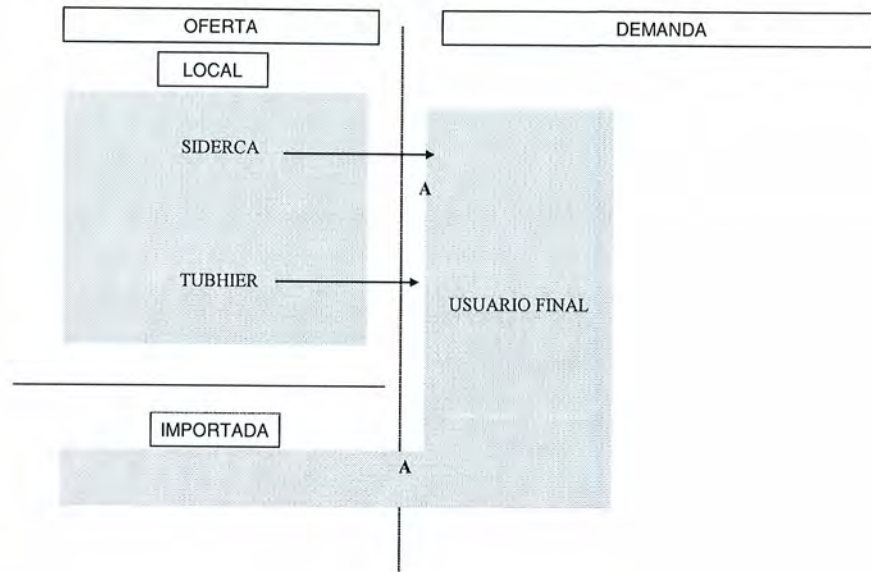 OFERTA
DEMANDA
LOCAL
SIDERCA
A
TUBHIER
USUARIO FINAL
IMPORTADA
A